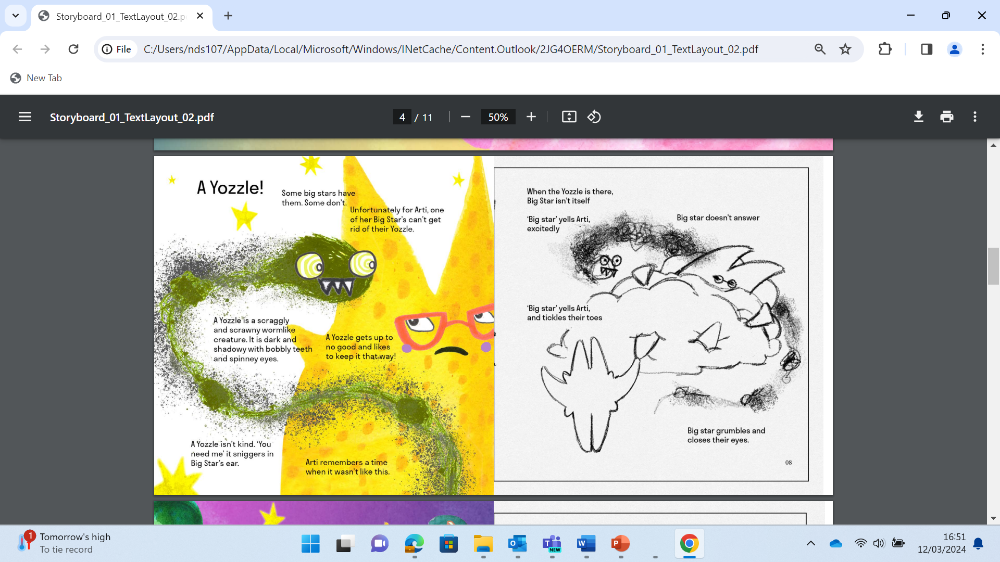 Storyboard_01_TextLayout_02.p
File
C:/Users/nds107/AppData/Local/Microsoft/Windows/INetCache/Content.Outlook/2JG4OERM/Storyboard_01_TextLayout_02.pdf
New Tab
Storyboard_01_TextLayout_02.pdf
4 / 11
50%
A Yozzle!
Some big stars have
them. Some don't.
Unfortunately for Arti, one
of her Big Star's can't get
rid of their Yozzle.
A Yozzle is a scraggly
and scrawny wormlike
creature. It is dark and
shadowy with bobbly teeth
and spinney eyes.
A Yozzle gets up to
no good and likes
to keep it that way!
A Yozzle isn't kind. 'You
need me' it sniggers in
Big Star's ear.
Arti remembers a time
when it wasn't like this.
When the Yozzle is there,
Big Star isn't itself
'Big star' yells Arti,
excitedly
Big star doesn't answer
'Big star' yells Arti,
and tickles their toes
Big star grumbles and
closes their eyes.
08
1
Tomorrow's high
To tie record
NEW
16:51
12/03/2024